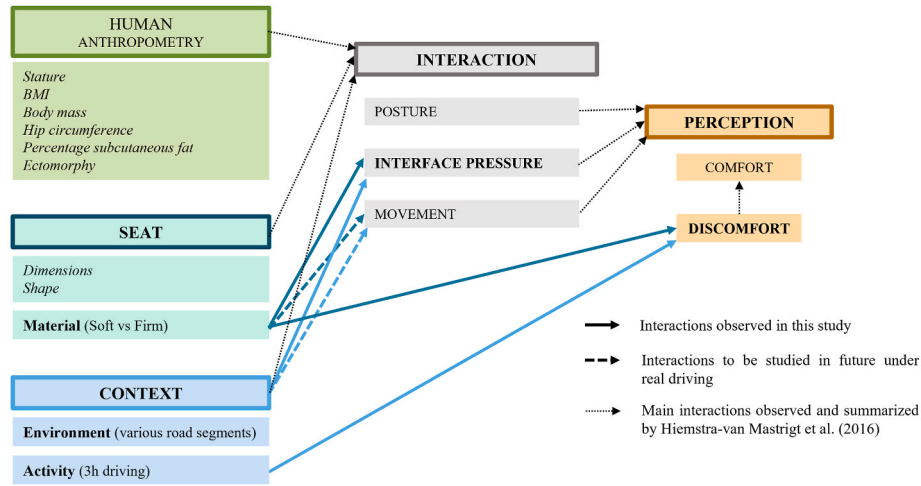 HUMAN
ANTHROPOMETRY
Stature
BMI
Body mass
Hip circumference
Percentage subcutaneous fat
Ectomorphy
SEAT
Dimensions
Shape
Material (Soft vs Firm)
CONTEXT
Environment (various road segments)
Activity (3h driving)
INTERACTION
POSTURE
INTERFACE PRESSURE
MOVEMENT
PERCEPTION
COMFORT
DISCOMFORT
Interactions observed in this study
Interactions to be studied in future under
real driving
Main interactions observed and summarized
by Hiemstra-van Mastrigt et al. (2016)